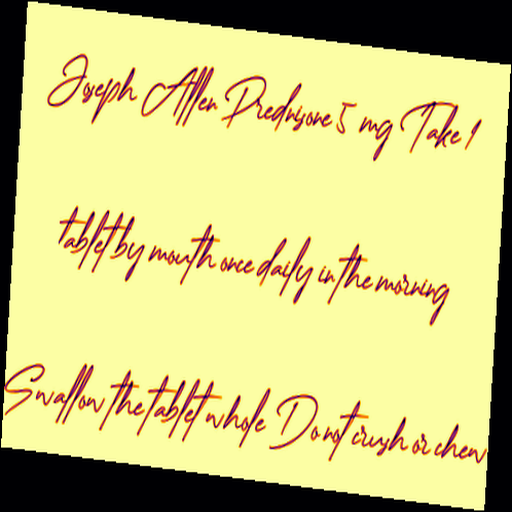 Joseph Allen Prednisone 5 mg Take 1
tablet by mouth once daily in the morning
Swallow the tablet whole Do not crush or chew